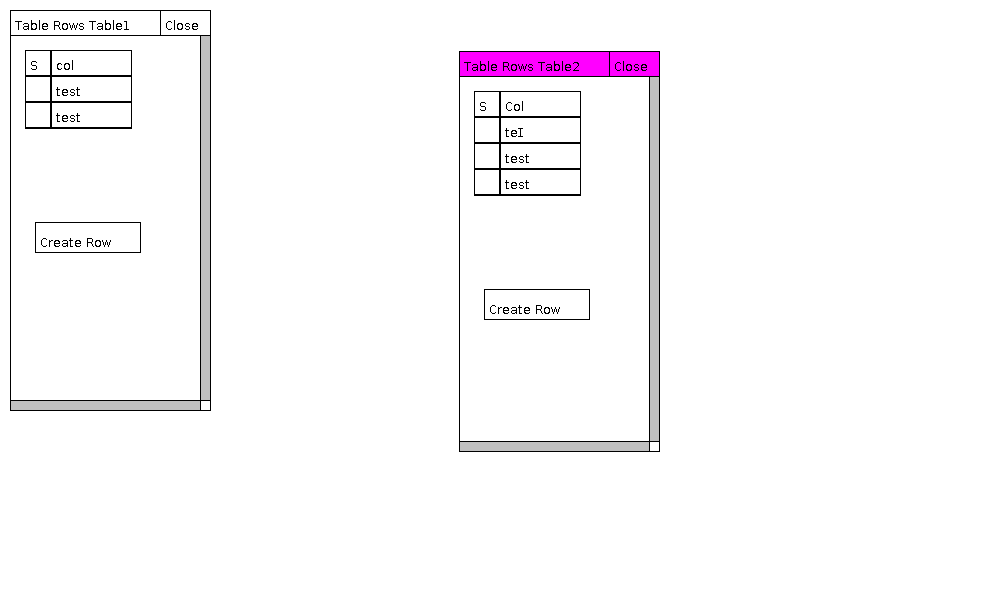 Table Rows Table1 Close
S col
test
test
Create Row
Table Rows Table2 Close
S Col
teI
test
test
Create Row